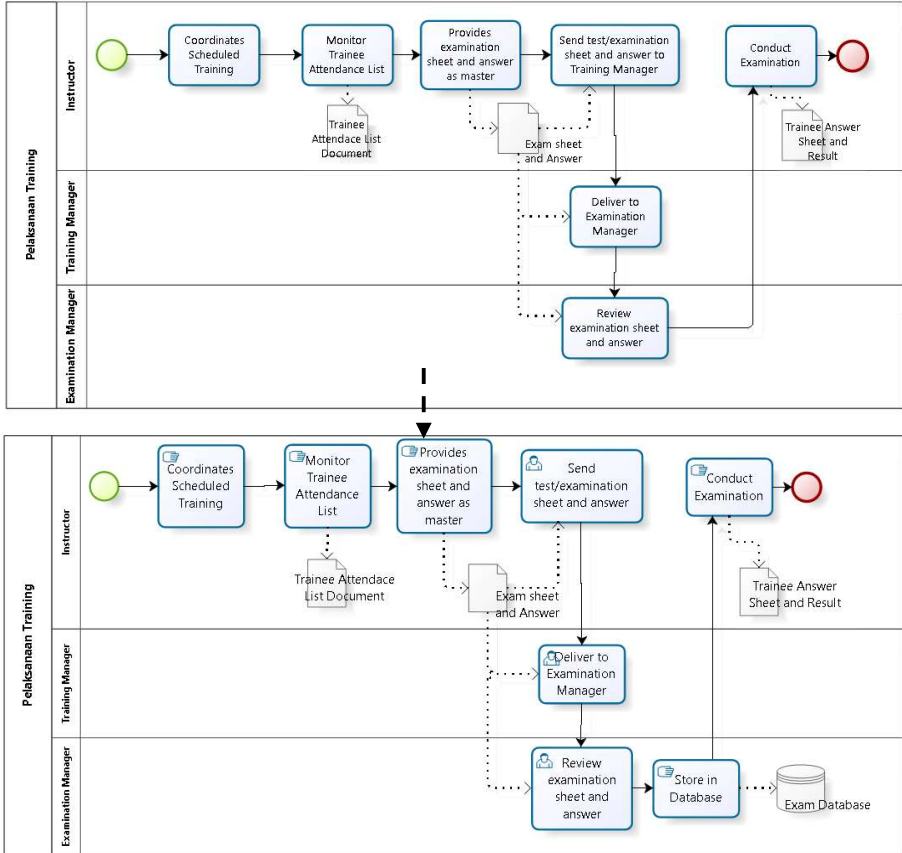 Pelaksanaan Training
Instructor
Coordinates
Scheduled
Training
Monitor
Trainee
Attendance List
Provides
examination
sheet and answer
as master
Send test/examination
sheet and answer to
Training Manager
Conduct
Examination
Trainee
Attendace List
Document
Exam sheet
and Answer
Trainee Answer
Sheet and
Result
Training Manager
Deliver to
Examination
Manager
Examination Manager
Review
examination sheet
and answer
Pelaksanaan Training
Instructor
Coordinates
Scheduled
Training
Monitor
Trainee
Attendance
List
Provides
examination
sheet and
answer as
master
Send
test/examination
sheet and answer
Conduct
Examination
Trainee Attendace
List Document
Exam sheet
and Answer
Trainee Answer
Sheet and Result
Training Manager
Deliver to
Examination
Manager
Examination Manager
Review
examination
sheet and
answer
Store in
Database
Exam Database